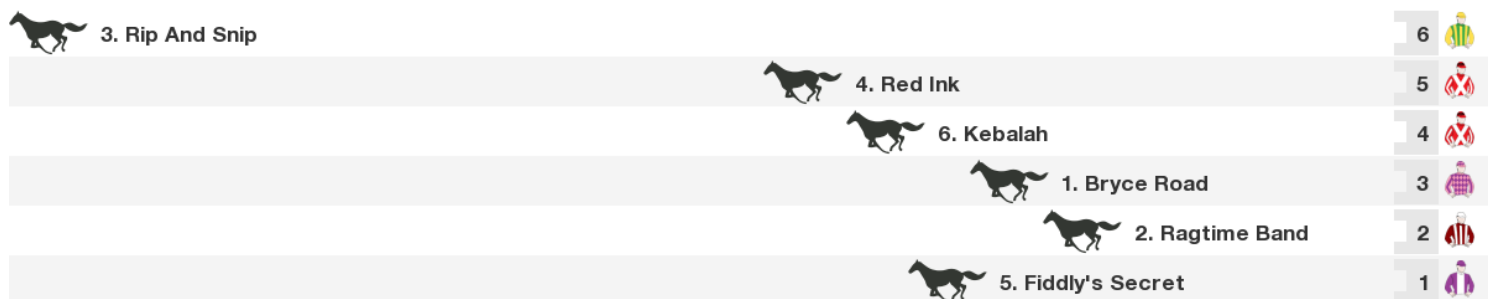 3. Rip And Snip 6
4. Red Ink 5
6. Kebalah 4
1. Bryce Road 3
2. Ragtime Band 2
5. Fiddly's Secret 1